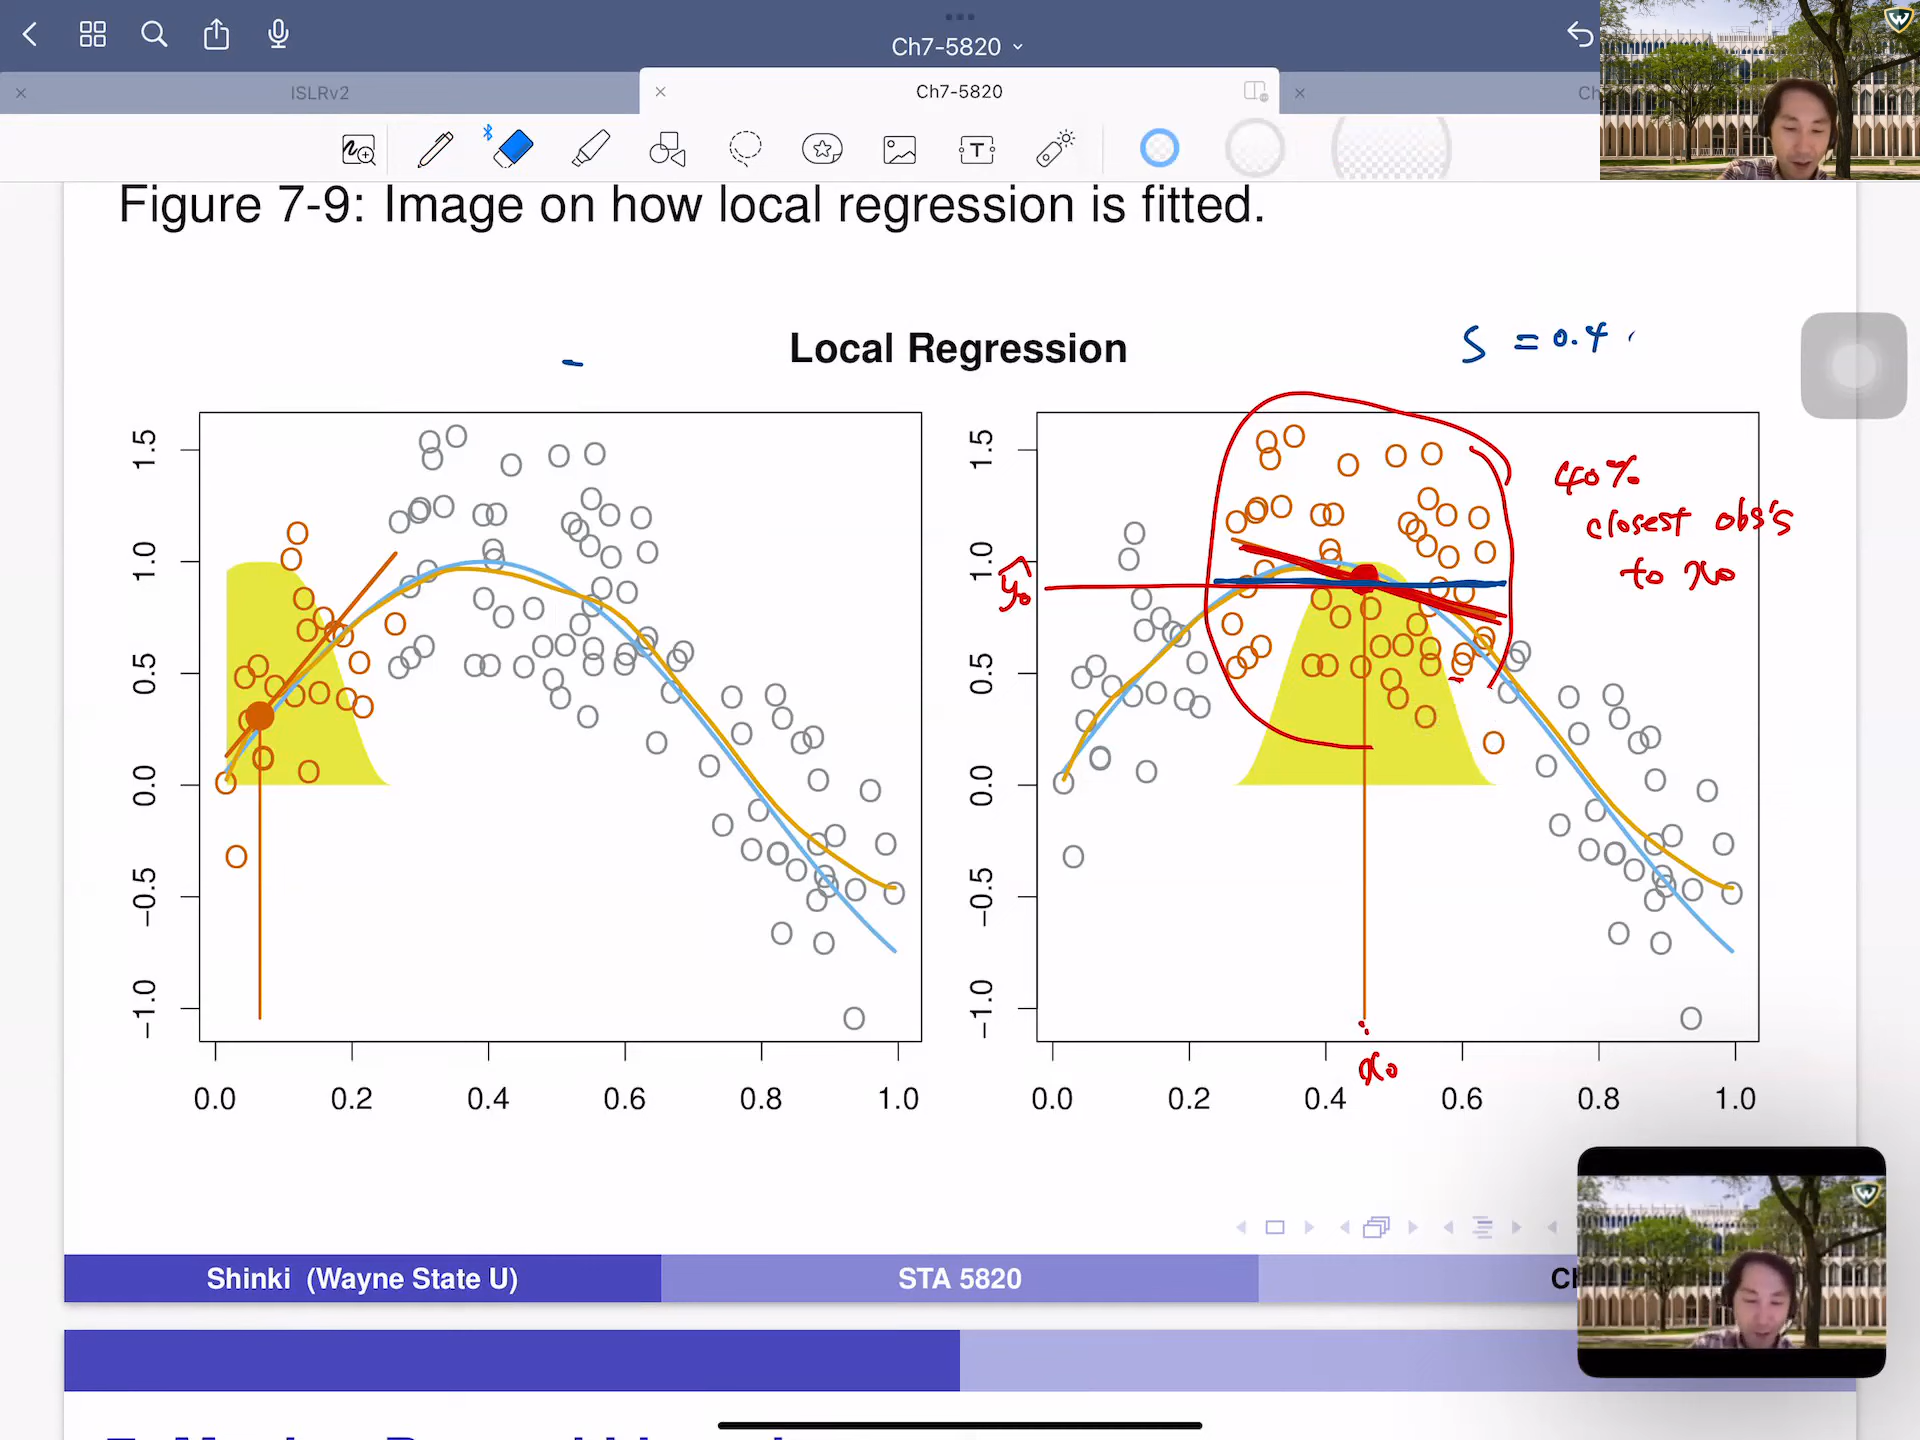 Ch7-5820
ISLRv2
Ch7-5820
Ch
T
Figure 7-9: Image on how local regression is fitted.
Local Regression
S = 0.4
1.5
1.0
0.5
0.0
−0.5
−1.0
0.0 0.2 0.4 0.6 0.8 1.0
1.5
1.0
0.5
0.0
−0.5
−1.0
0.0 0.2 0.4 0.6 0.8 1.0
ŷ₀
40%
closest obs's
to x₀
x₀
Shinki (Wayne State U)
STA 5820
W
W